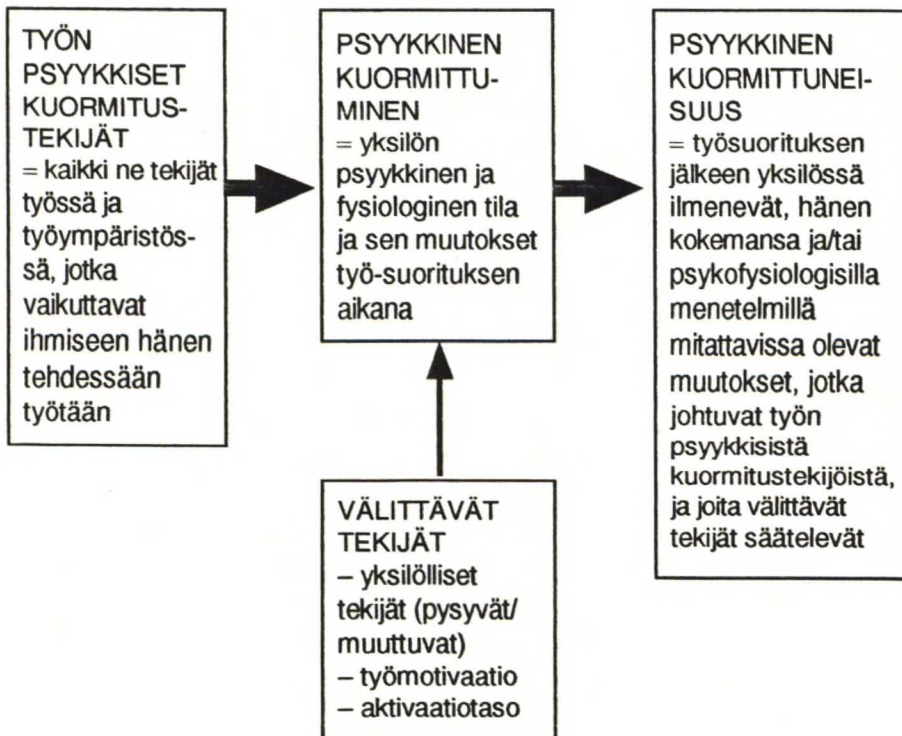 TYÖN
PSYYKKISET
KUORMITUS-
TEKIJÄT
= kaikki ne tekijät
työssä ja
työympäristös-
sä, jotka
vaikuttavat
ihmiseen hänen
tehdessään
työtään
PSYYKKINEN
KUORMITTU-
MINEN
= yksilön
psyykkinen ja
fysiologinen tila
ja sen muutokset
työ-suorituksen
aikana
PSYYKKINEN
KUORMITTUNEI-
SUUS
= työsuorituksen
jälkeen yksilössä
ilmenevät, hänen
kokemansa ja/tai
psykofysiologisilla
menetelmillä
mitattavissa olevat
muutokset, jotka
johtuvat työn
psyykkisistä
kuormitustekijöistä,
ja joita välittävät
tekijät säätelevät
VÄLITTÄVÄT
TEKIJÄT
– yksilölliset
tekijät (pysyvät/
muuttuvat)
– työmotivaatio
– aktivaatiotaso